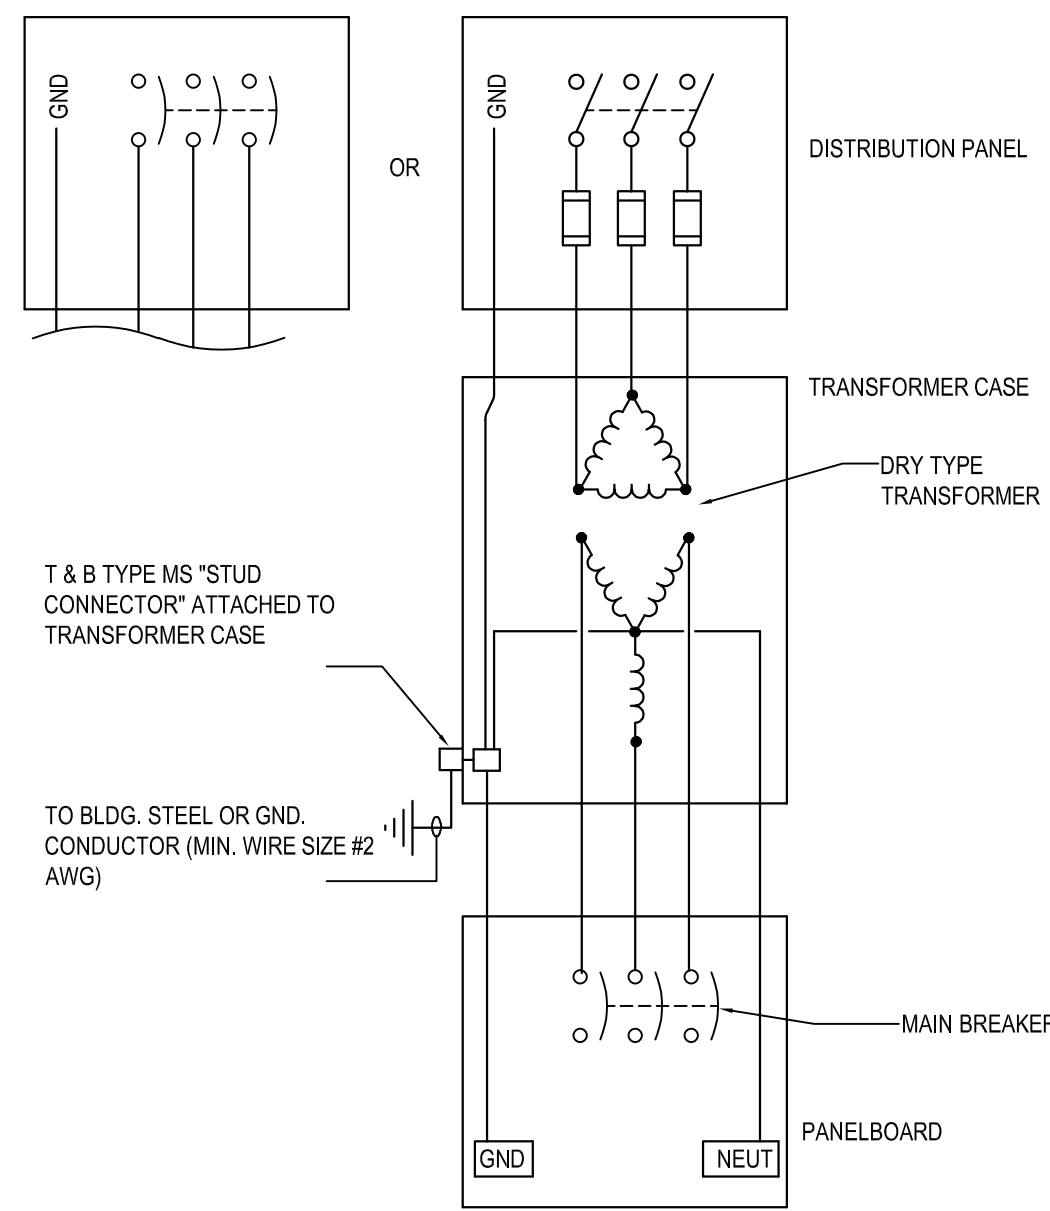 GND
OR
GND
DISTRIBUTION PANEL
TRANSFORMER CASE
DRY TYPE
TRANSFORMER
T & B TYPE MS "STUD
CONNECTOR" ATTACHED TO
TRANSFORMER CASE
TO BLDG. STEEL OR GND.
CONDUCTOR (MIN. WIRE SIZE #2
AWG)
MAIN BREAKER
PANELBOARD
GND
NEUT